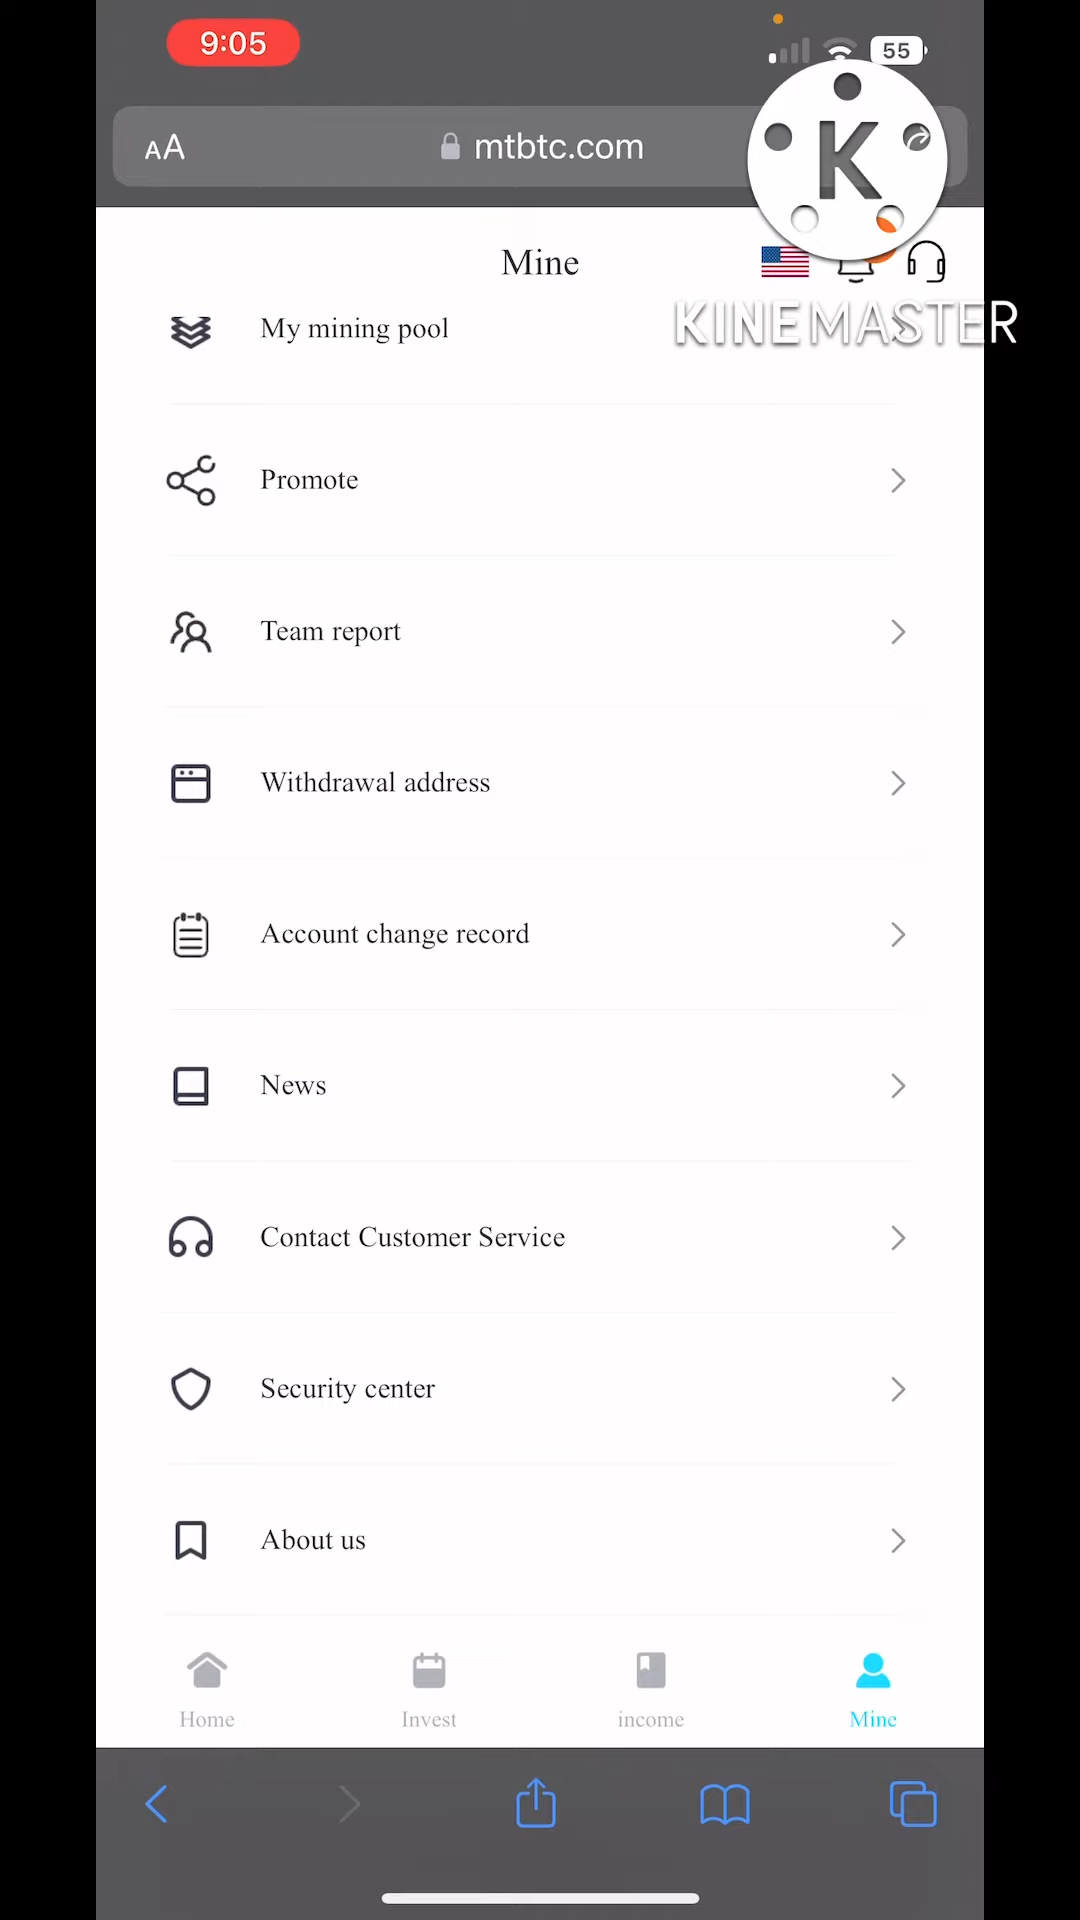 9:05
55
AA
mtbtc.com
K
Mine
KINEMASTER
My mining pool
Promote
Team report
Withdrawal address
Account change record
News
Contact Customer Service
Security center
About us
Home
Invest
income
Mine